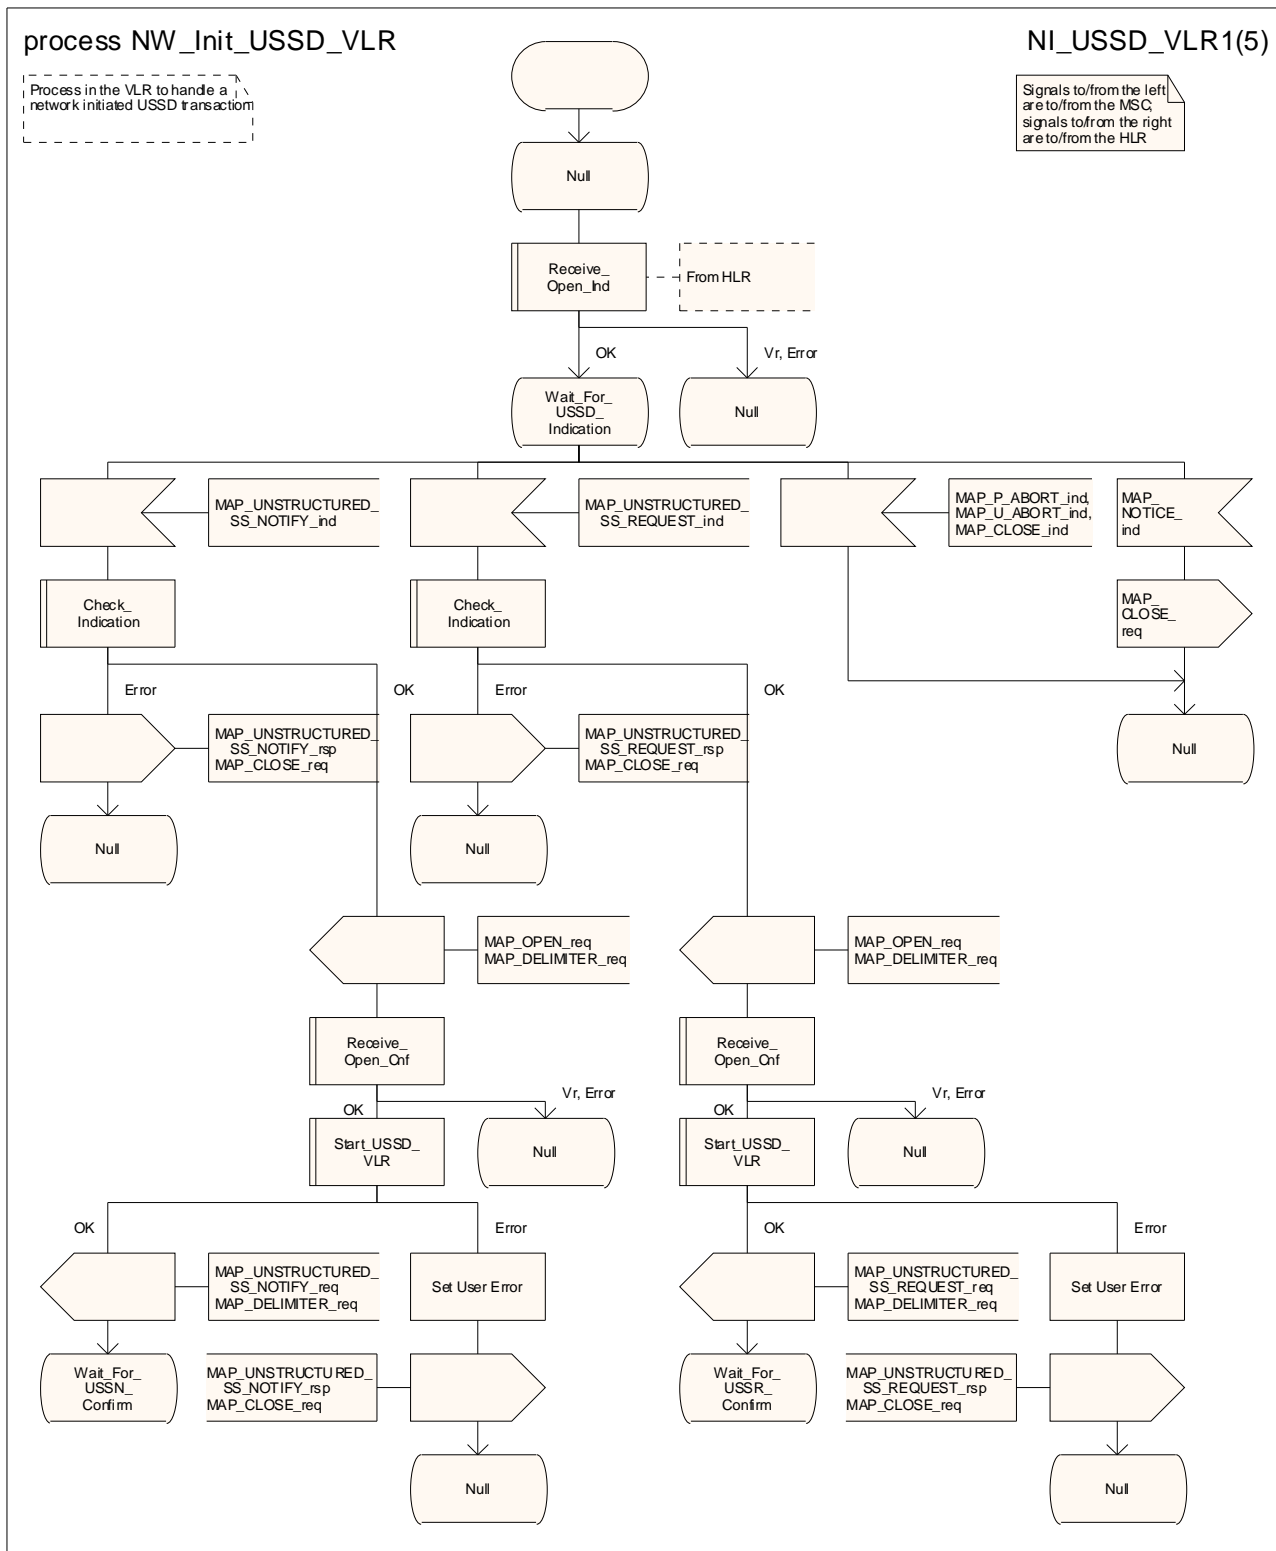 process NW_Init_USSD_VLR
NI_USSD_VLR1(5)
Process in the VLR to handle a
network initiated USSD transaction
Signals to/from the left
are to/from the MSC;
signals to/from the right
are to/from the HLR
Null
Receive_
Open_Ind
From HLR
OK
Vr, Error
Wait_For_
USSD_
Indication
Null
MAP_UNSTRUCTURED_
SS_NOTIFY_ind
MAP_UNSTRUCTURED_
SS_REQUEST_ind
MAP_P_ABORT_ind,
MAP_U_ABORT_ind,
MAP_CLOSE_ind
MAP_
NOTICE_
ind
Check_
Indication
Check_
Indication
MAP_
CLOSE_
req
Error
OK
Error
OK
MAP_UNSTRUCTURED_
SS_NOTIFY_rsp
MAP_CLOSE_req
MAP_UNSTRUCTURED_
SS_REQUEST_rsp
MAP_CLOSE_req
Null
Null
Null
MAP_OPEN_req
MAP_DELIMITER_req
MAP_OPEN_req
MAP_DELIMITER_req
Receive_
Open_Cnf
Receive_
Open_Cnf
Vr, Error
Vr, Error
OK
OK
Start_USSD_
VLR
Null
Start_USSD_
VLR
Null
OK
Error
OK
Error
MAP_UNSTRUCTURED_
SS_NOTIFY_req
MAP_DELIMITER_req
Set User Error
MAP_UNSTRUCTURED_
SS_REQUEST_req
MAP_DELIMITER_req
Set User Error
Wait_For_
USSN_
Confirm
MAP_UNSTRUCTURED_
SS_NOTIFY_rsp
MAP_CLOSE_req
Wait_For_
USSR_
Confirm
MAP_UNSTRUCTURED_
SS_REQUEST_rsp
MAP_CLOSE_req
Null
Null